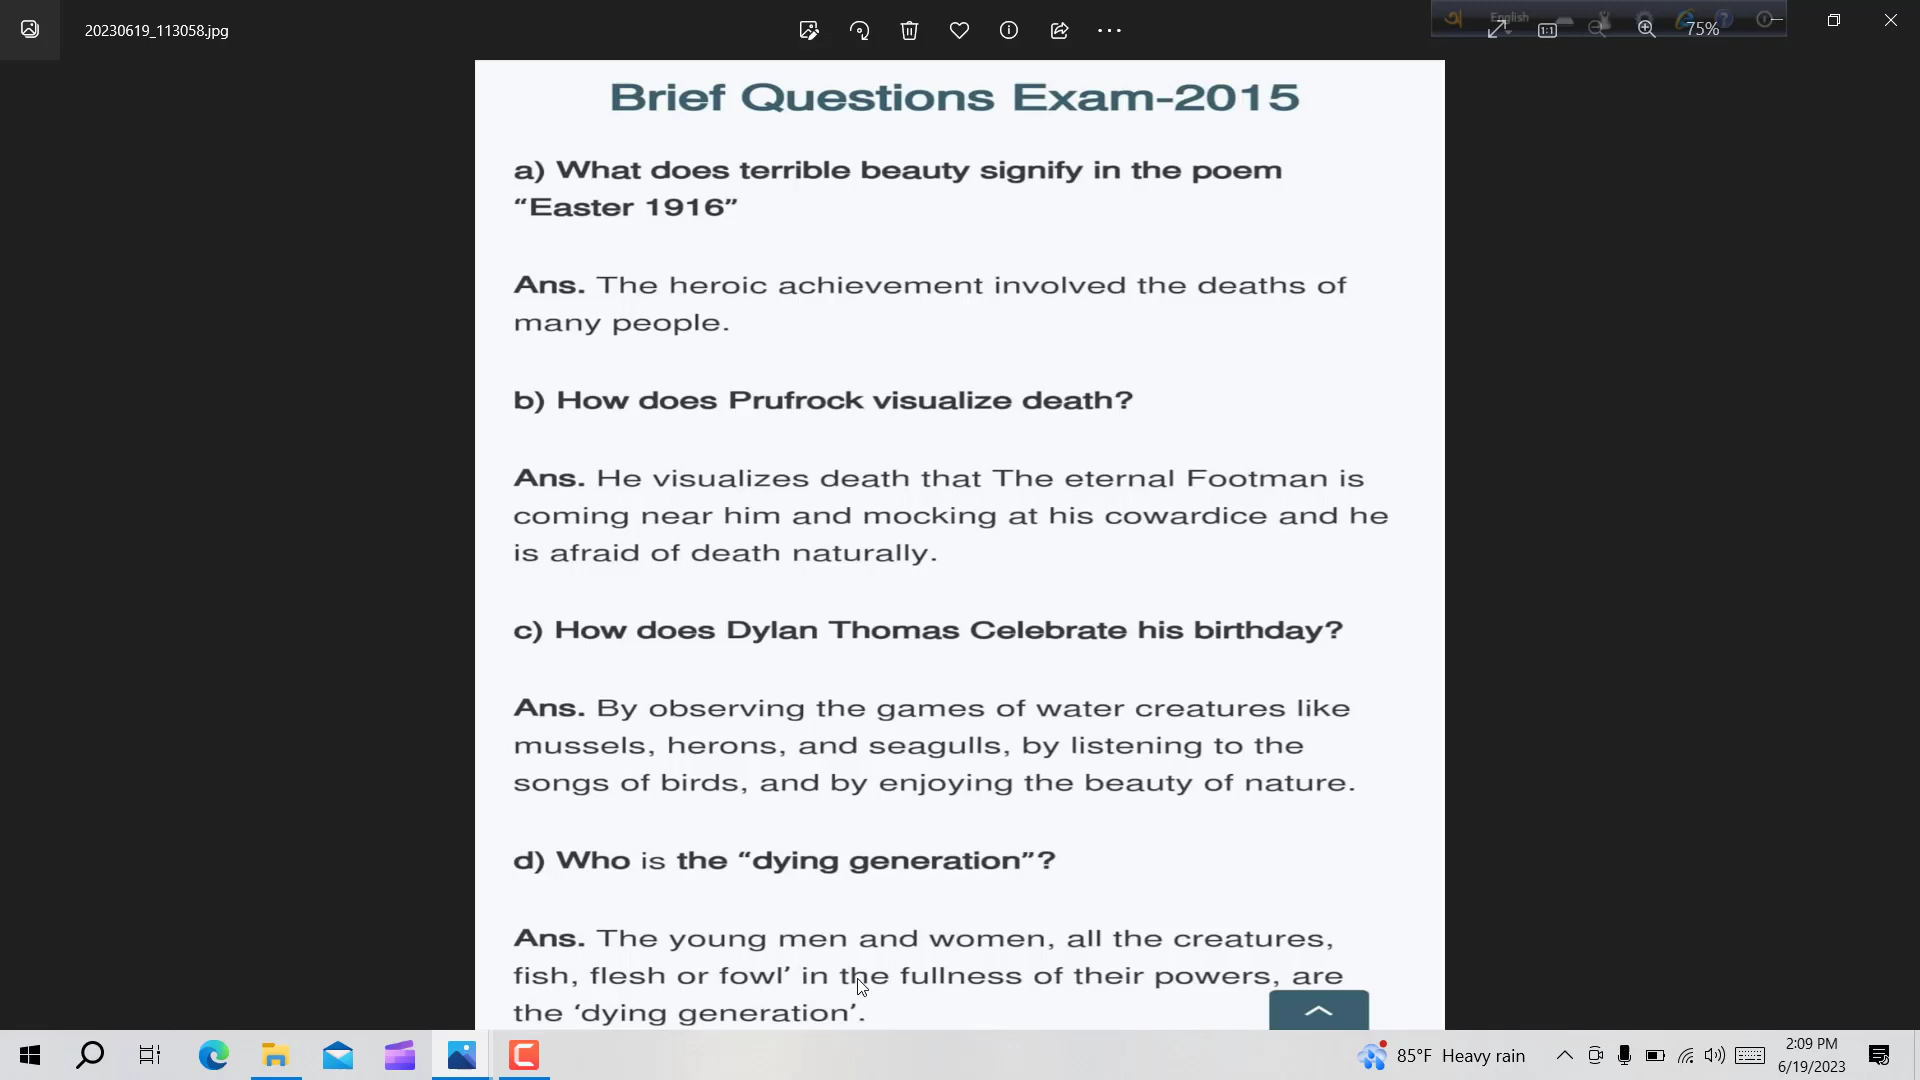 20230619_113058.jpg
English
75%
Brief Questions Exam-2015
a) What does terrible beauty signify in the poem
“Easter 1916”
Ans. The heroic achievement involved the deaths of
many people.
b) How does Prufrock visualize death?
Ans. He visualizes death that The eternal Footman is
coming near him and mocking at his cowardice and he
is afraid of death naturally.
c) How does Dylan Thomas Celebrate his birthday?
Ans. By observing the games of water creatures like
mussels, herons, and seagulls, by listening to the
songs of birds, and by enjoying the beauty of nature.
d) Who is the “dying generation”?
Ans. The young men and women, all the creatures,
fish, flesh or fowl’ in the fullness of their powers, are
the ‘dying generation’.
85°F Heavy rain
2:09 PM
6/19/2023